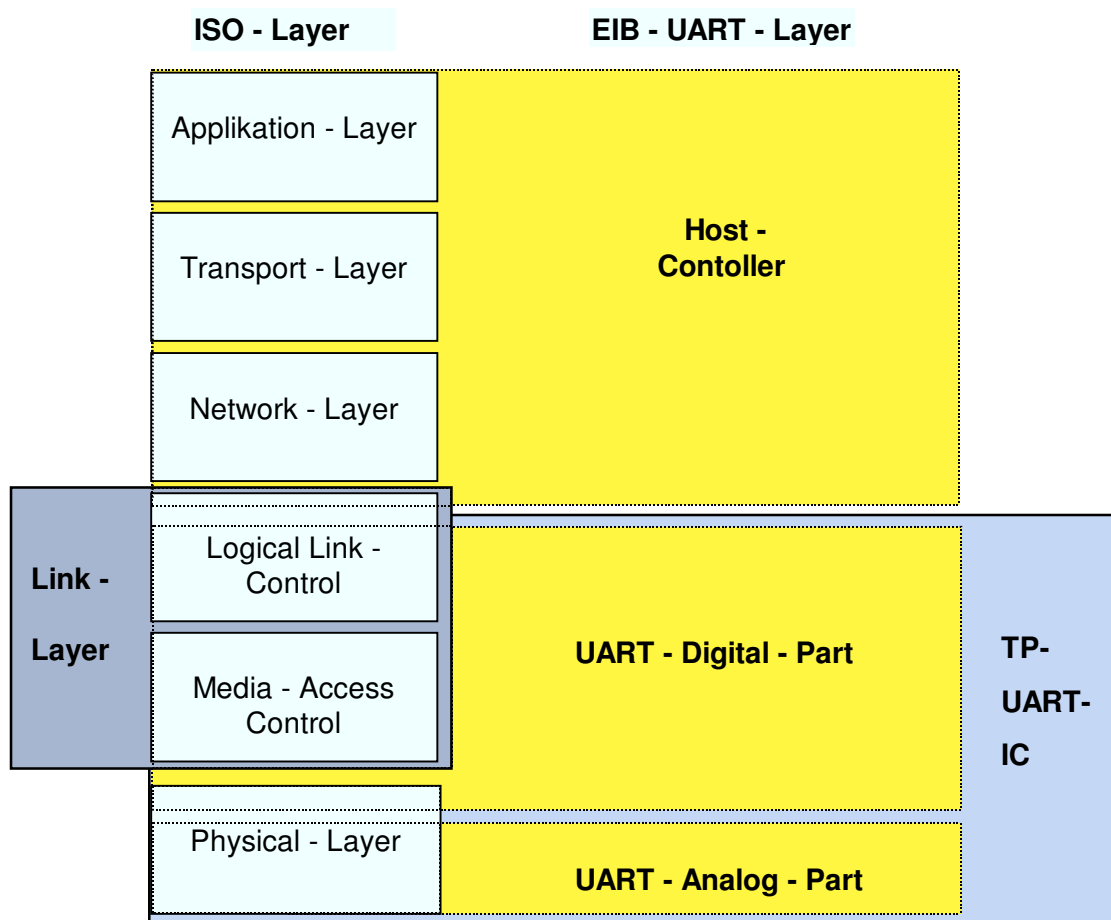 ISO - Layer
EIB - UART - Layer
Applikation - Layer
Host -
Contoller
Transport - Layer
Network - Layer
Link -
Layer
Logical Link -
Control
Media - Access
Control
UART - Digital - Part
TP-
UART-
IC
Physical - Layer
UART - Analog - Part